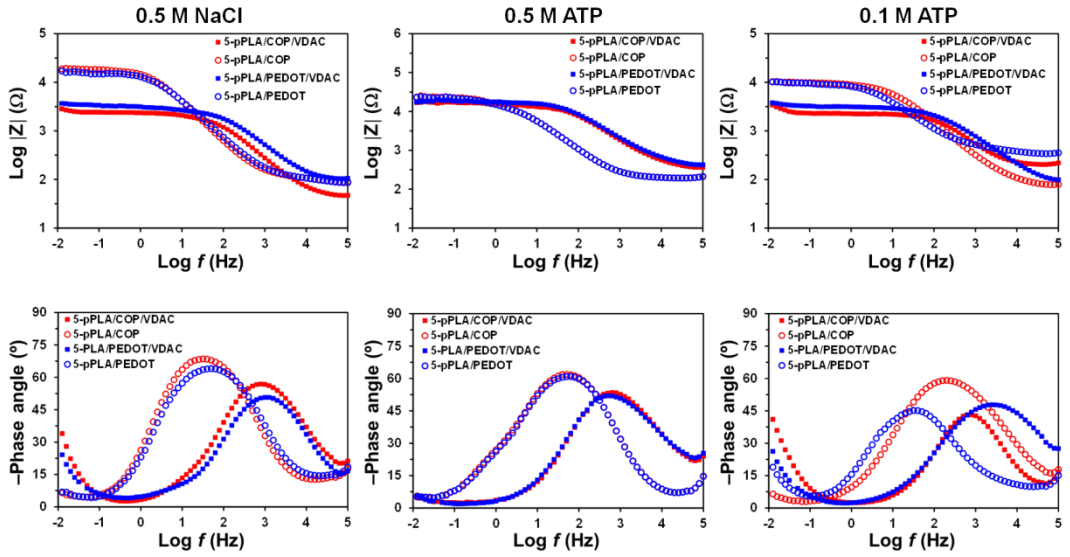 0.5 M NaCl
0.5 M ATP
0.1 M ATP
Log |Z| (Ω)
5
4
3
2
1
5-pPLA/COP/VDAC
5-pPLA/COP
5-pPLA/PEDOT/VDAC
5-pPLA/PEDOT
-2 -1 0 1 2 3 4 5
Log f (Hz)
Log |Z| (Ω)
6
5
4
3
2
1
5-pPLA/COP/VDAC
5-pPLA/COP
5-pPLA/PEDOT/VDAC
5-pPLA/PEDOT
-2 -1 0 1 2 3 4 5
Log f (Hz)
Log |Z| (Ω)
5
4
3
2
1
5-pPLA/COP/VDAC
5-pPLA/COP
5-pPLA/PEDOT/VDAC
5-pPLA/PEDOT
-2 -1 0 1 2 3 4 5
Log f (Hz)
–Phase angle (º)
90
75
60
45
30
15
0
5-pPLA/COP/VDAC
5-pPLA/COP
5-PLA/PEDOT/VDAC
5-pPLA/PEDOT
-2 -1 0 1 2 3 4 5
Log f (Hz)
–Phase angle (º)
90
75
60
45
30
15
0
5-pPLA/COP/VDAC
5-pPLA/COP
5-PLA/PEDOT/VDAC
5-pPLA/PEDOT
-2 -1 0 1 2 3 4 5
Log f (Hz)
–Phase angle (º)
90
75
60
45
30
15
0
5-pPLA/COP/VDAC
5-pPLA/COP
5-PLA/PEDOT/VDAC
5-pPLA/PEDOT
-2 -1 0 1 2 3 4 5
Log f (Hz)